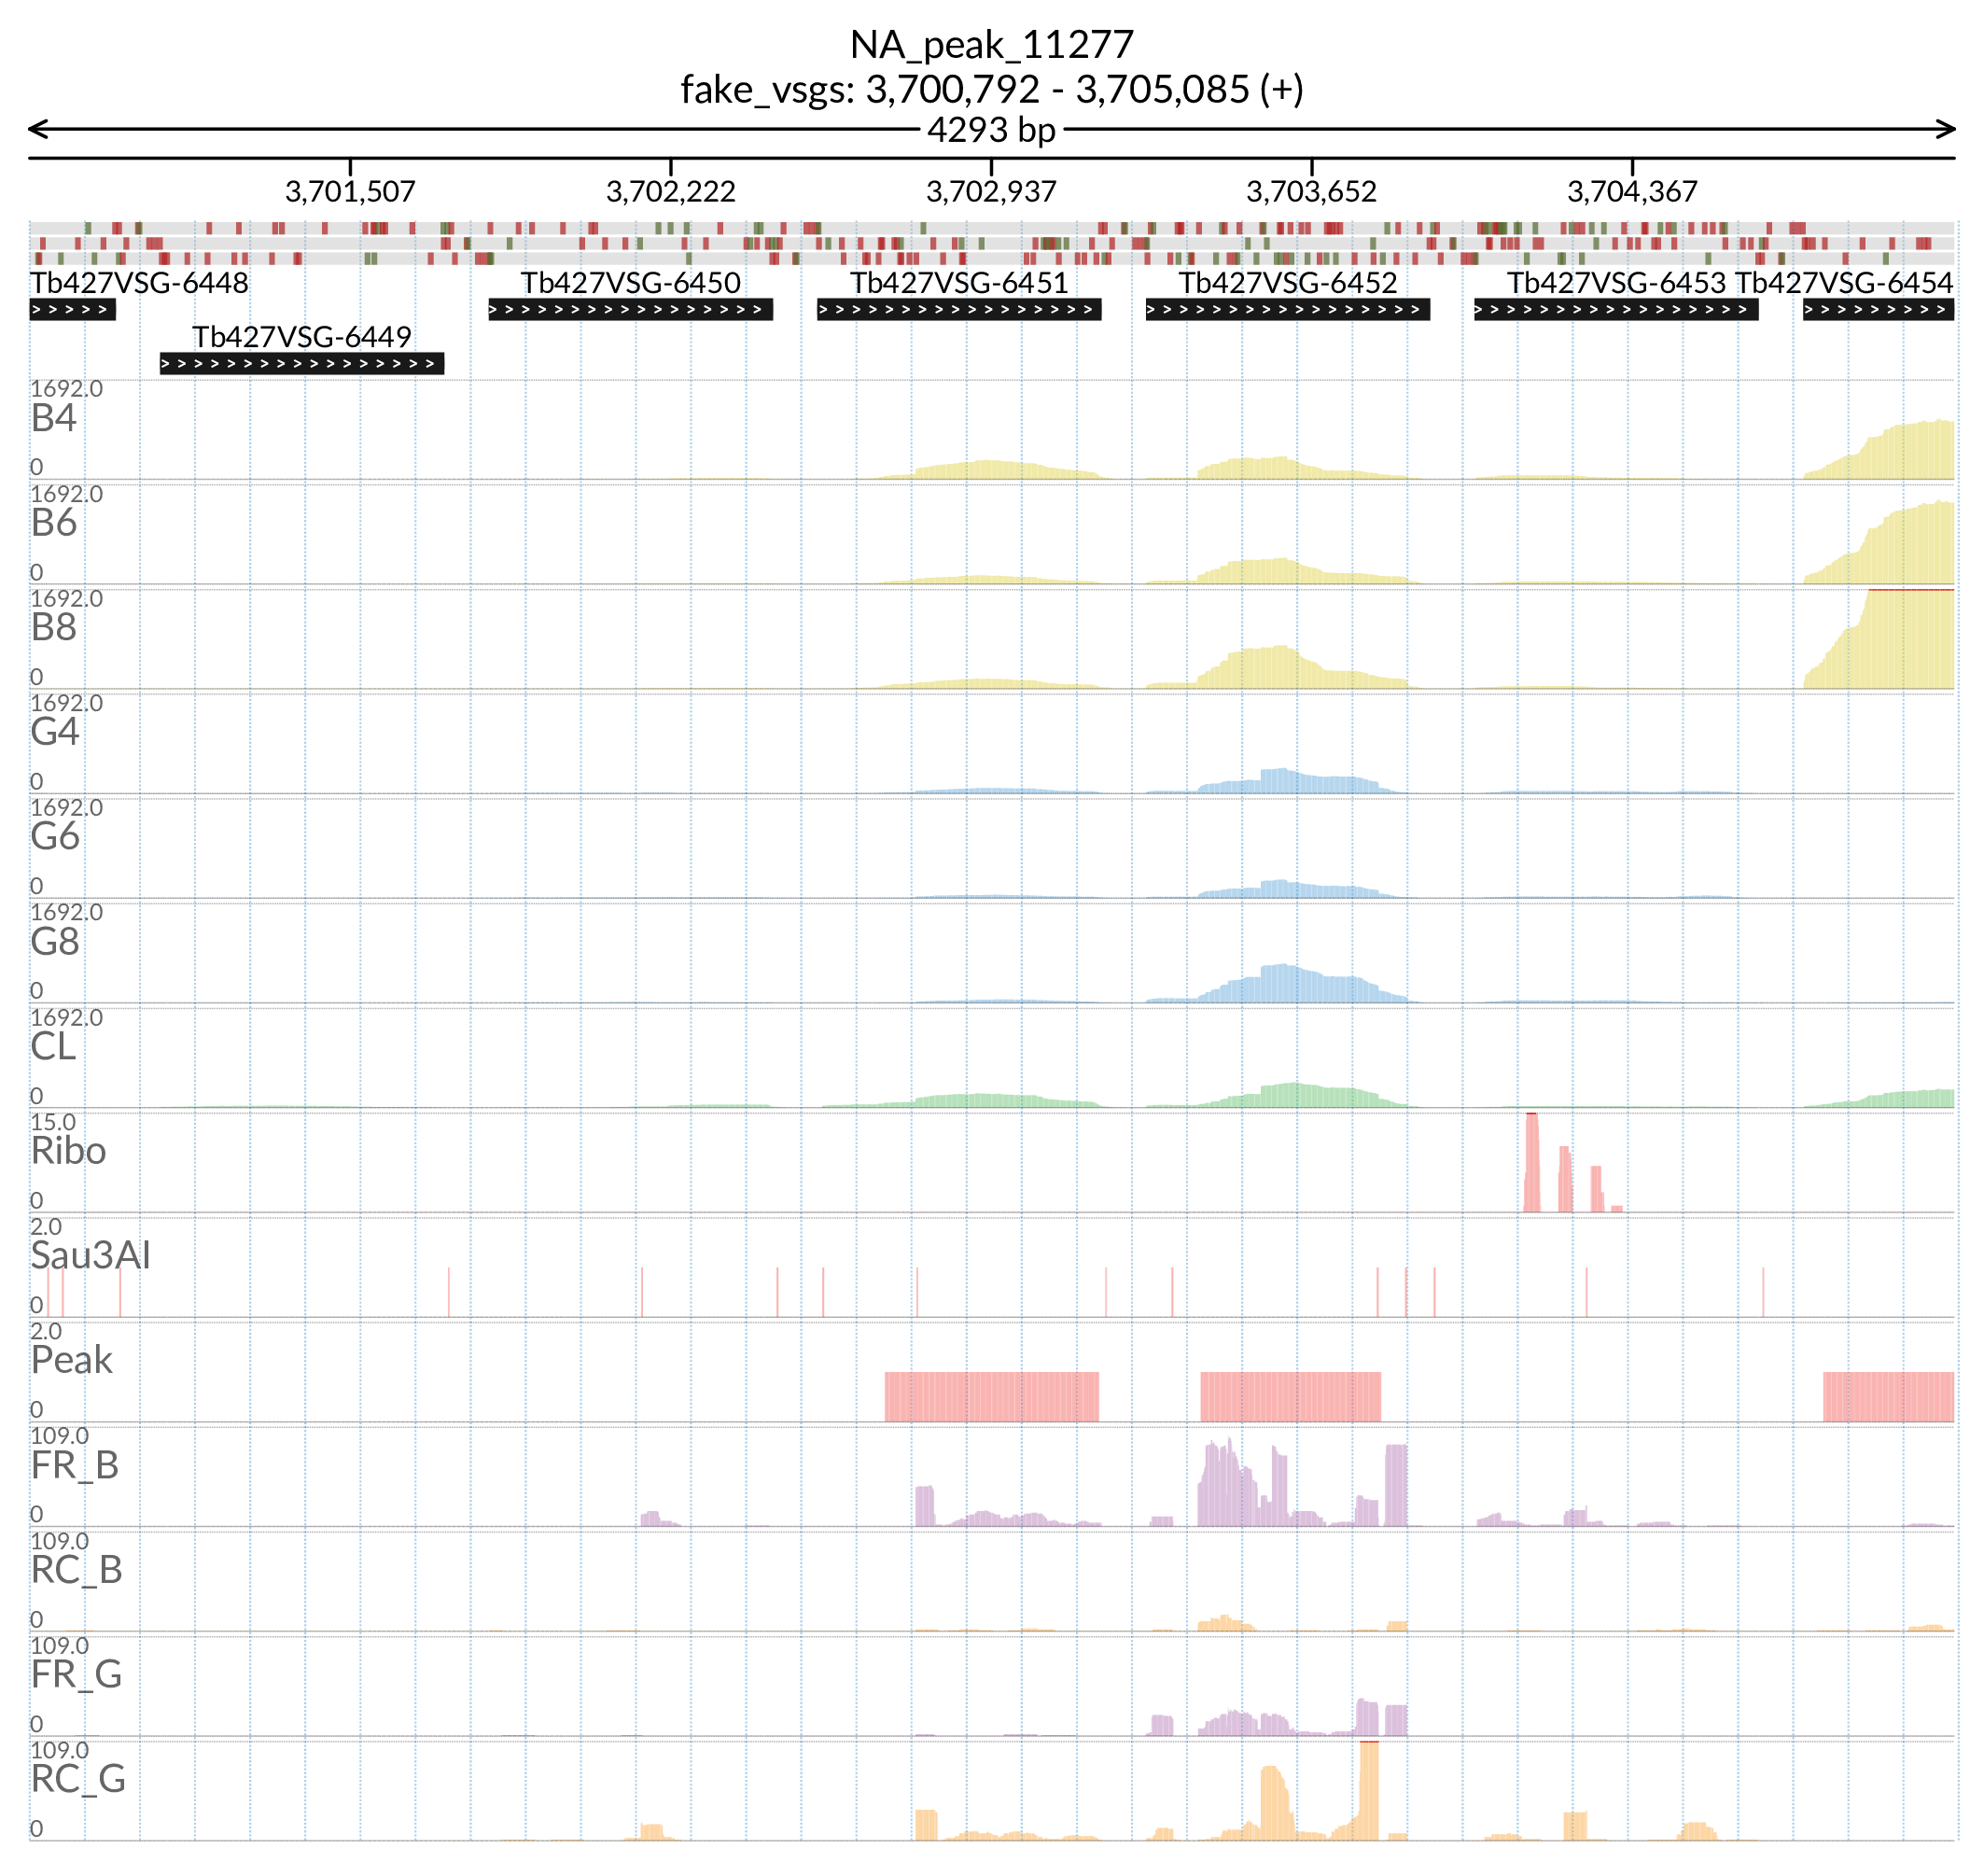 NA_peak_11277
fake_vsgs: 3,700,792 - 3,705,085 (+)
4293 bp
3,701,507 3,702,222 3,702,937 3,703,652 3,704,367
Tb427VSG-6448 Tb427VSG-6450 Tb427VSG-6451 Tb427VSG-6452 Tb427VSG-6453 Tb427VSG-6454
Tb427VSG-6449
1692.0
B4
0
1692.0
B6
0
1692.0
B8
0
1692.0
G4
0
1692.0
G6
0
1692.0
G8
0
1692.0
CL
0
15.0
Ribo
0
2.0
Sau3AI
0
2.0
Peak
0
109.0
FR_B
0
109.0
RC_B
0
109.0
FR_G
0
109.0
RC_G
0